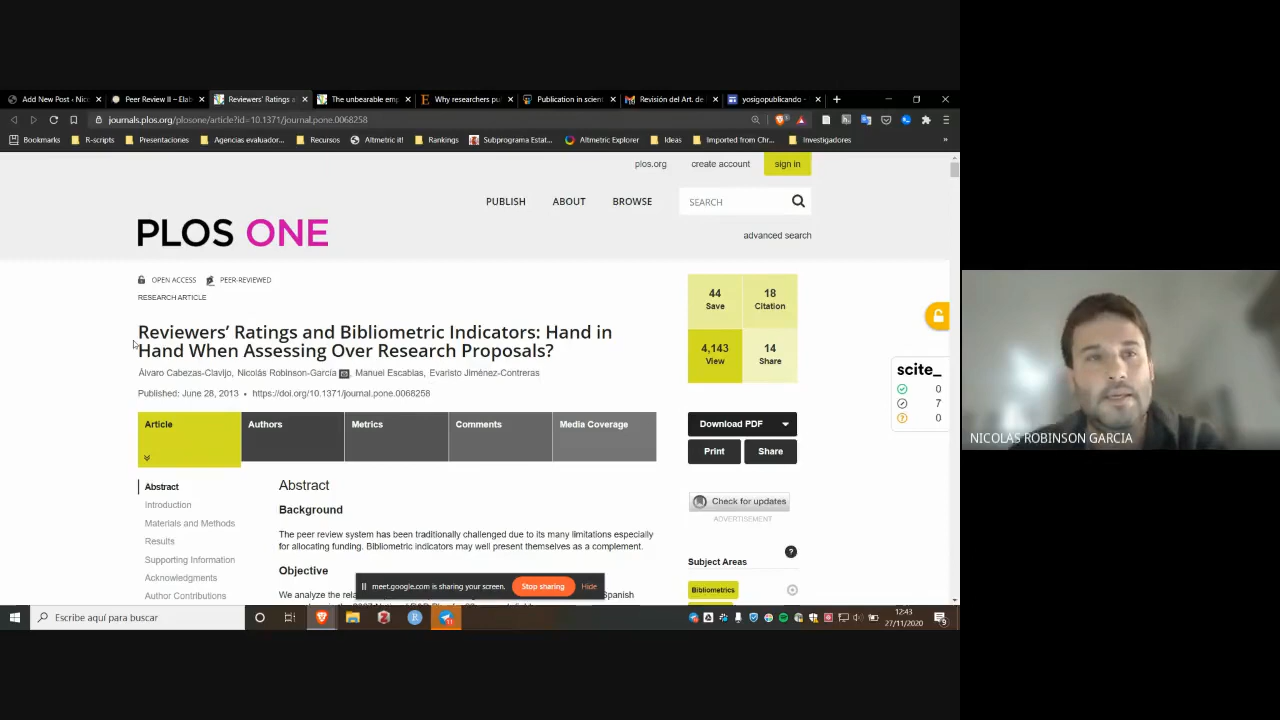 Add New Post ‹ Nic
Peer Review II – Elab
Reviewers' Ratings a
The unbearable emp
Why researchers pu
Publication in scien
Revisión del Art. de
yosigopublicando -
journals.plos.org/plosone/article?id=10.1371/journal.pone.0068258
Bookmarks
R-scripts
Presentaciones
Agencias evaluador...
Recursos
Altmetric it!
Rankings
Subprograma Estat...
Altmetric Explorer
Ideas
Imported from Chr...
Investigadores
plos.org
create account
sign in
PUBLISH
ABOUT
BROWSE
SEARCH
PLOS ONE
advanced search
OPEN ACCESS
PEER-REVIEWED
RESEARCH ARTICLE
Reviewers' Ratings and Bibliometric Indicators: Hand in
Hand When Assessing Over Research Proposals?
Álvaro Cabezas-Clavijo, Nicolás Robinson-García, Manuel Escabias, Evaristo Jiménez-Contreras
Published: June 28, 2013 • https://doi.org/10.1371/journal.pone.0068258
44
Save
18
Citation
4,143
View
14
Share
scite_
0
7
0
Article
Authors
Metrics
Comments
Media Coverage
Download PDF
Print
Share
Abstract
Introduction
Materials and Methods
Results
Supporting Information
Acknowledgments
Author Contributions
Abstract
Background
The peer review system has been traditionally challenged due to its many limitations especially
for allocating funding. Bibliometric indicators may well present themselves as a complement.
Objective
We analyze the rela
Spanish
Check for updates
ADVERTISEMENT
Subject Areas
?
Bibliometrics
meet.google.com is sharing your screen.
Stop sharing
Hide
Escribe aquí para buscar
12:43
27/11/2020
NICOLAS ROBINSON GARCIA